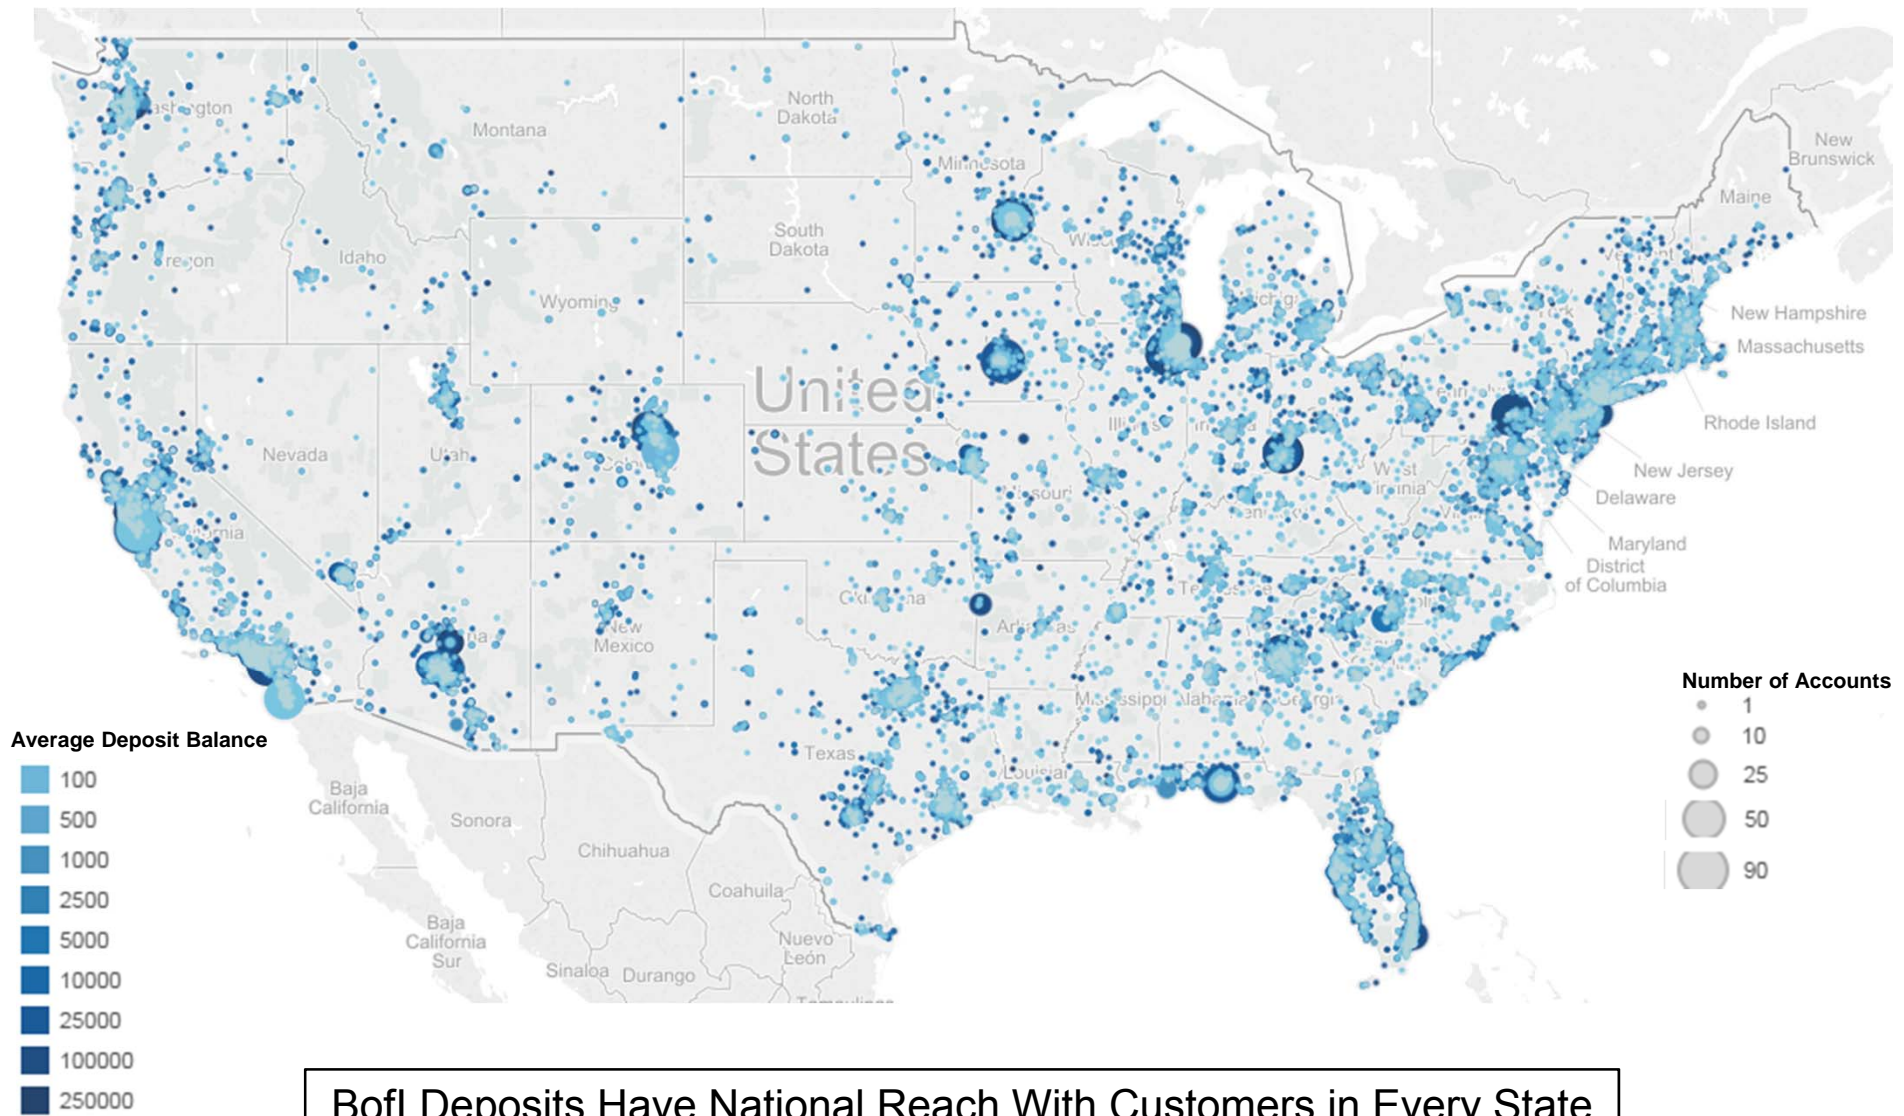 North
Dakota
Montana
Minnesota
New
Brunswick
Maine
South
Dakota
Idaho
Wyoming
New Hampshire
Massachusetts
United
States
Rhode Island
Nevada
Utah
New Jersey
Delaware
Maryland
District
of Columbia
New
Mexico
Texas
Baja
California
Sonora
Chihuahua
Coahuila
Baja
California
Sur
Nuevo
León
Sinaloa
Durango
Tamaulipas
Average Deposit Balance
100
500
1000
2500
5000
10000
25000
100000
250000
Number of Accounts
1
10
25
50
90
BofI Deposits Have National Reach With Customers in Every State